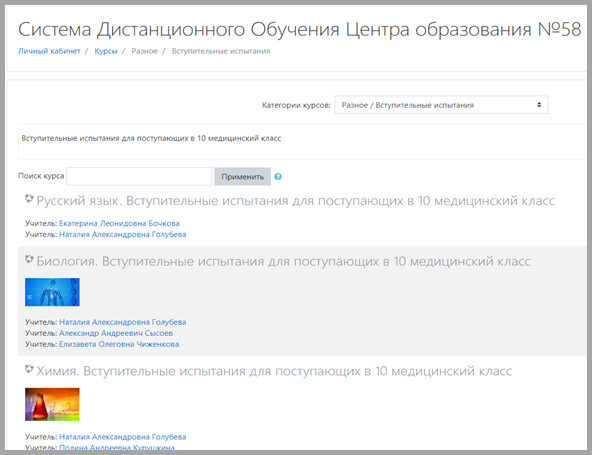 Система Дистанционного Обучения Центра образования №58
Личный кабинет / Курсы / Разное / Вступительные испытания
Категории курсов: Разное / Вступительные испытания
Вступительные испытания для поступающих в 10 медицинский класс
Поиск курса Применить
Русский язык. Вступительные испытания для поступающих в 10 медицинский класс
Учитель: Екатерина Леонидовна Бочкова
Учитель: Наталия Александровна Голубева
Биология. Вступительные испытания для поступающих в 10 медицинский класс
Учитель: Наталия Александровна Голубева
Учитель: Александр Андреевич Сысоев
Учитель: Елизавета Олеговна Чиженкова
Химия. Вступительные испытания для поступающих в 10 медицинский класс
Учитель: Наталия Александровна Голубева
Учитель: Полина Андреевна Курушкина